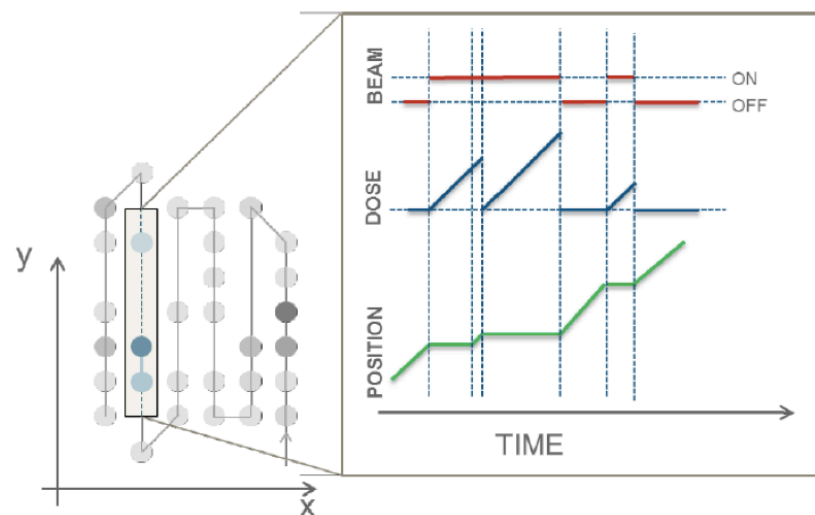 BEAM
ON
OFF
DOSE
POSITION
TIME
y
x